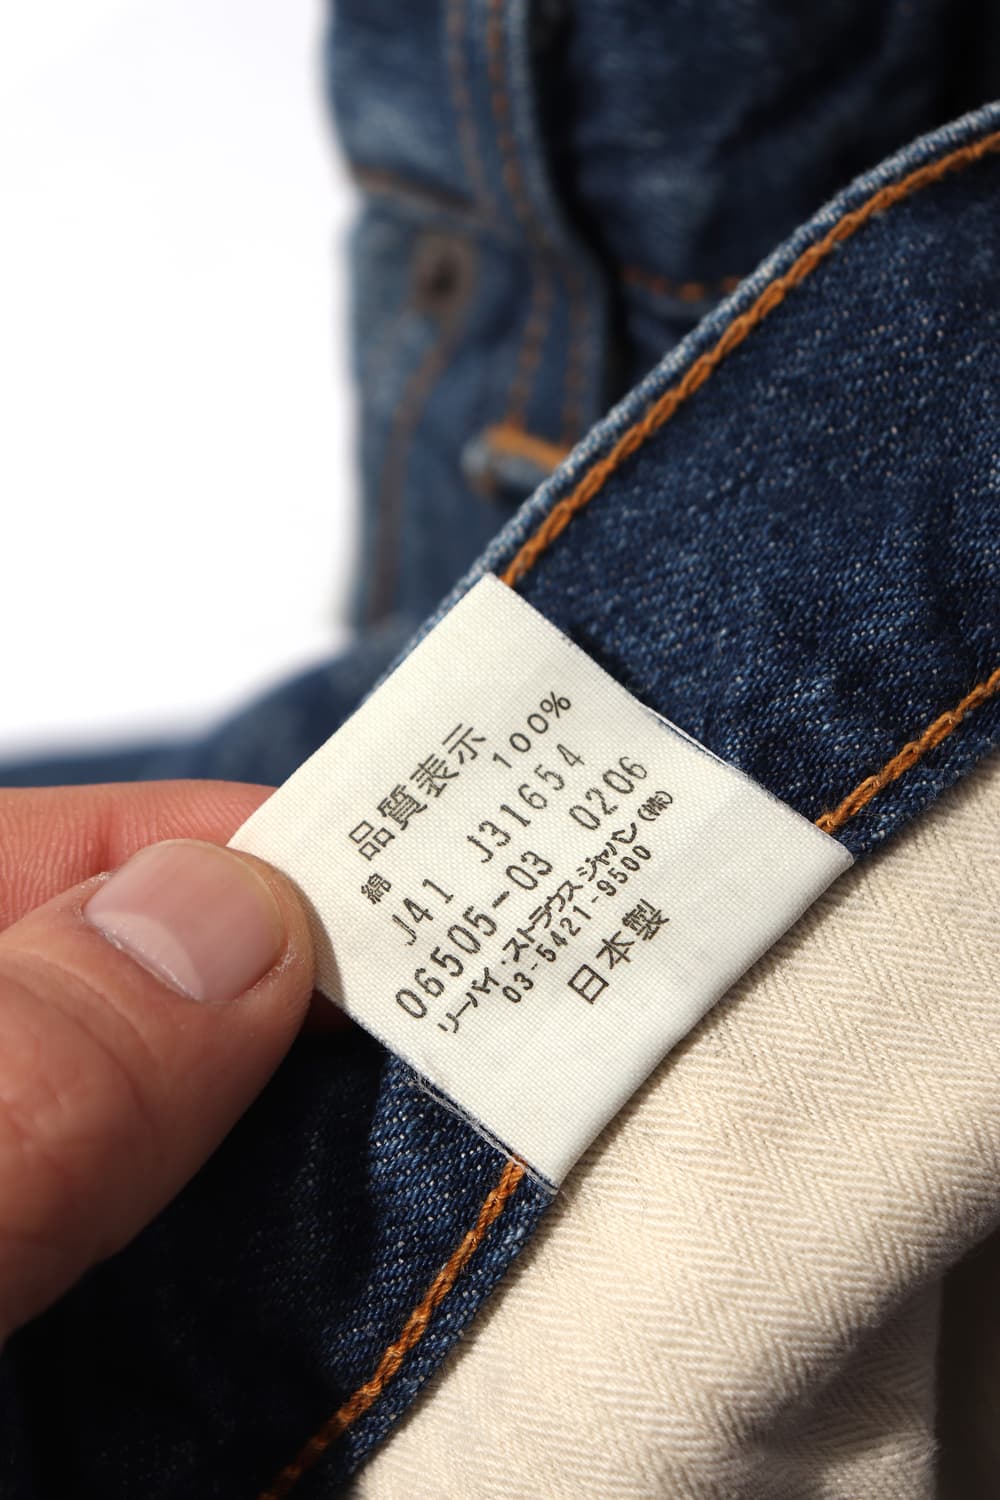 品質表示
綿 100%
J41 J31654
06505-03 0206
リーバイ・ストラウス ジャパン(株)
03-5421-9500
日本製